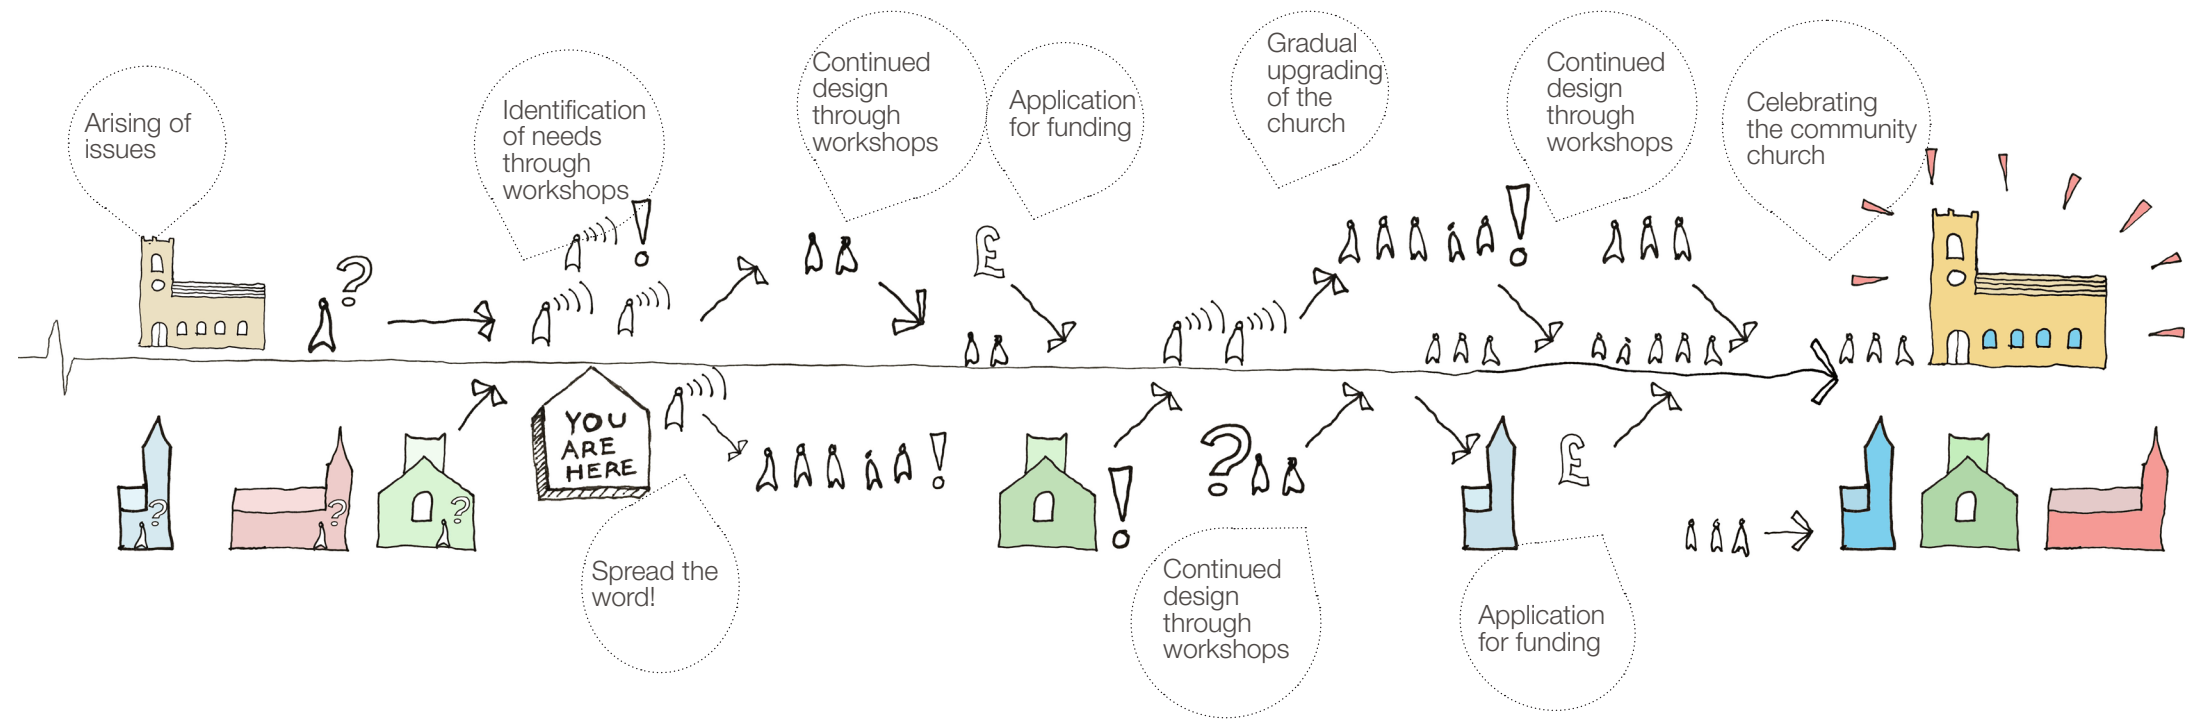 Arising of
issues
?
Identification
of needs
through
workshops
!
Continued
design
through
workshops
Application
for funding
£
Gradual
upgrading
of the
church
!
Continued
design
through
workshops
Celebrating
the community
church
?
?
?
YOU
ARE
HERE
Spread the
word!
!
!
?
Continued
design
through
workshops
£
Application
for funding